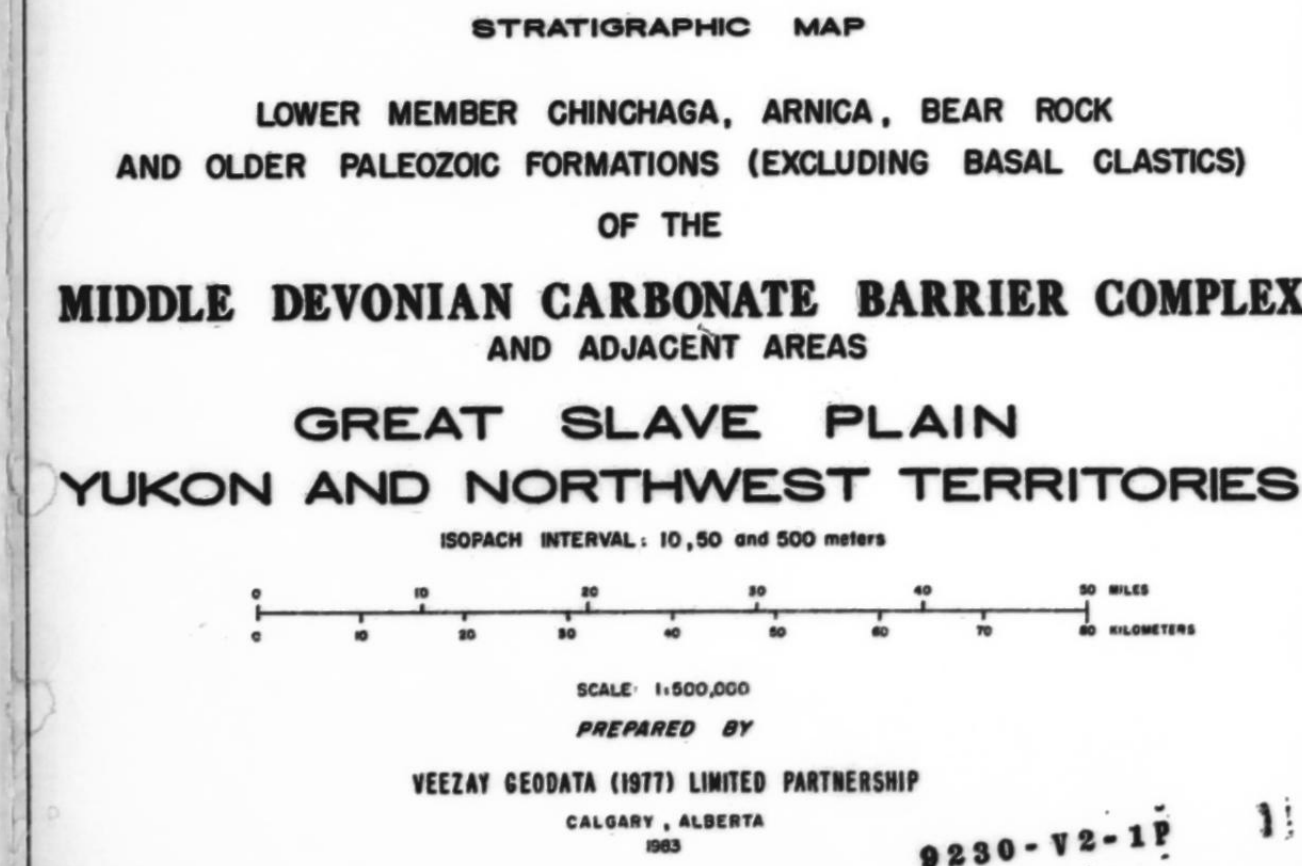 STRATIGRAPHIC MAP
LOWER MEMBER CHINCHAGA, ARNICA, BEAR ROCK
AND OLDER PALEOZOIC FORMATIONS (EXCLUDING BASAL CLASTICS)
OF THE
MIDDLE DEVONIAN CARBONATE BARRIER COMPLEX
AND ADJACENT AREAS
GREAT SLAVE PLAIN
YUKON AND NORTHWEST TERRITORIES
ISOPACH INTERVAL: 10,50 and 500 meters
0 10 20 30 40 50 MILES
0 10 20 30 40 50 60 70 80 KILOMETERS
SCALE: 1:500,000
PREPARED BY
VEEZAY GEODATA (1977) LIMITED PARTNERSHIP
CALGARY, ALBERTA
1983
9230-V2-1P